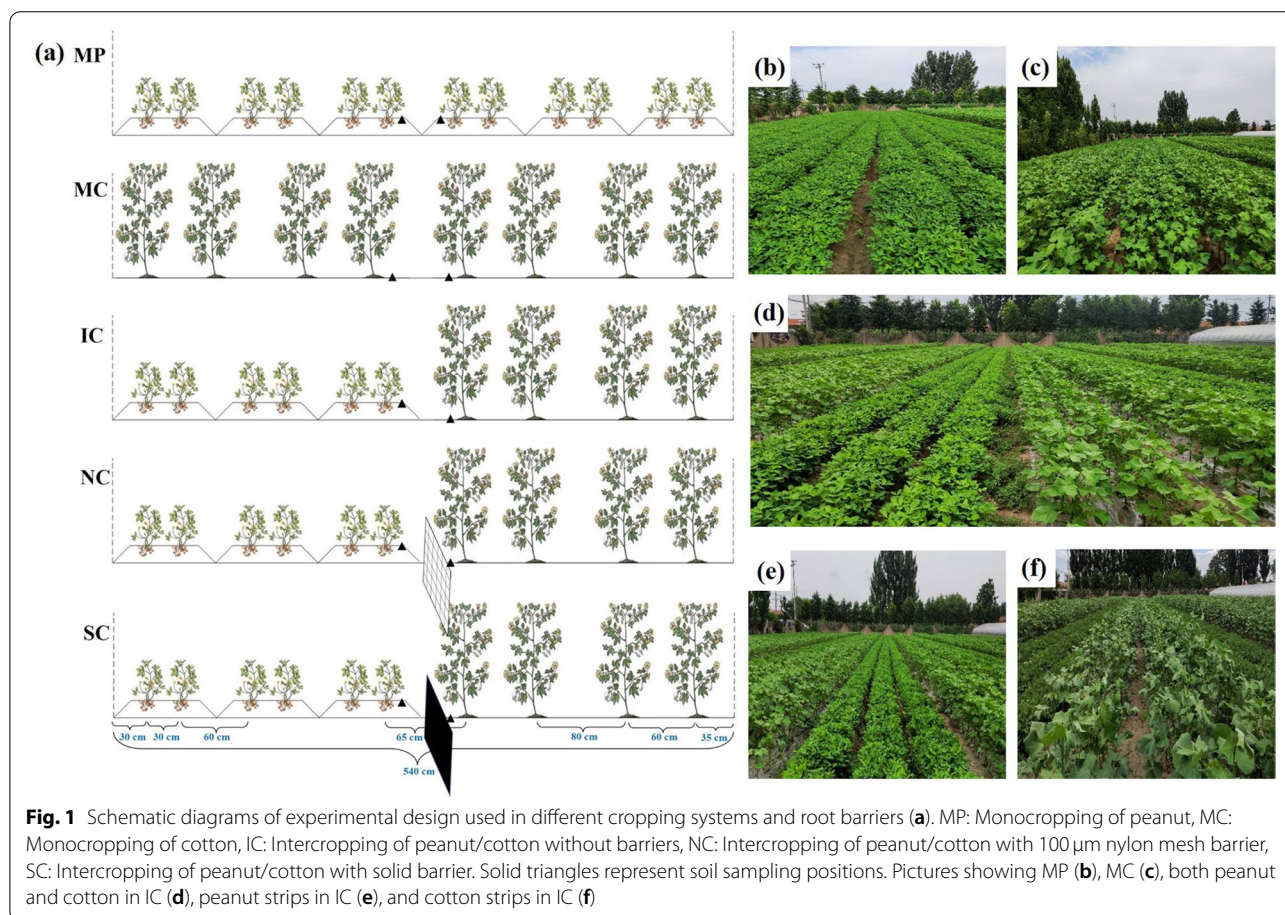 (a) MP
MC
IC
NC
SC
30 cm
30 cm
60 cm
65 cm
80 cm
60 cm
35 cm
540 cm
(b)
(c)
(d)
(e)
(f)
Fig. 1 Schematic diagrams of experimental design used in different cropping systems and root barriers (a). MP: Monocropping of peanut, MC:
Monocropping of cotton, IC: Intercropping of peanut/cotton without barriers, NC: Intercropping of peanut/cotton with 100 μm nylon mesh barrier,
SC: Intercropping of peanut/cotton with solid barrier. Solid triangles represent soil sampling positions. Pictures showing MP (b), MC (c), both peanut
and cotton in IC (d), peanut strips in IC (e), and cotton strips in IC (f)